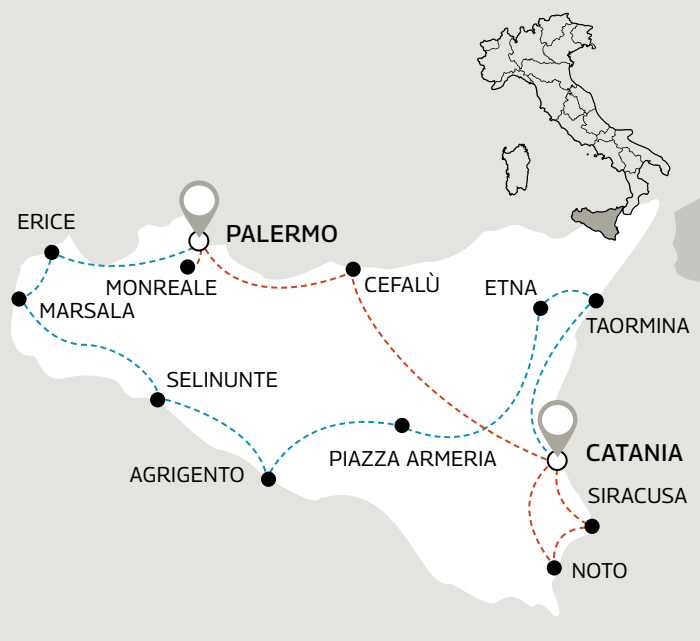 ERICE
PALERMO
MONREALE
CEFALÙ
ETNA
MARSALA
TAORMINA
SELINUNTE
PIAZZA ARMERIA
CATANIA
AGRIGENTO
SIRACUSA
NOTO